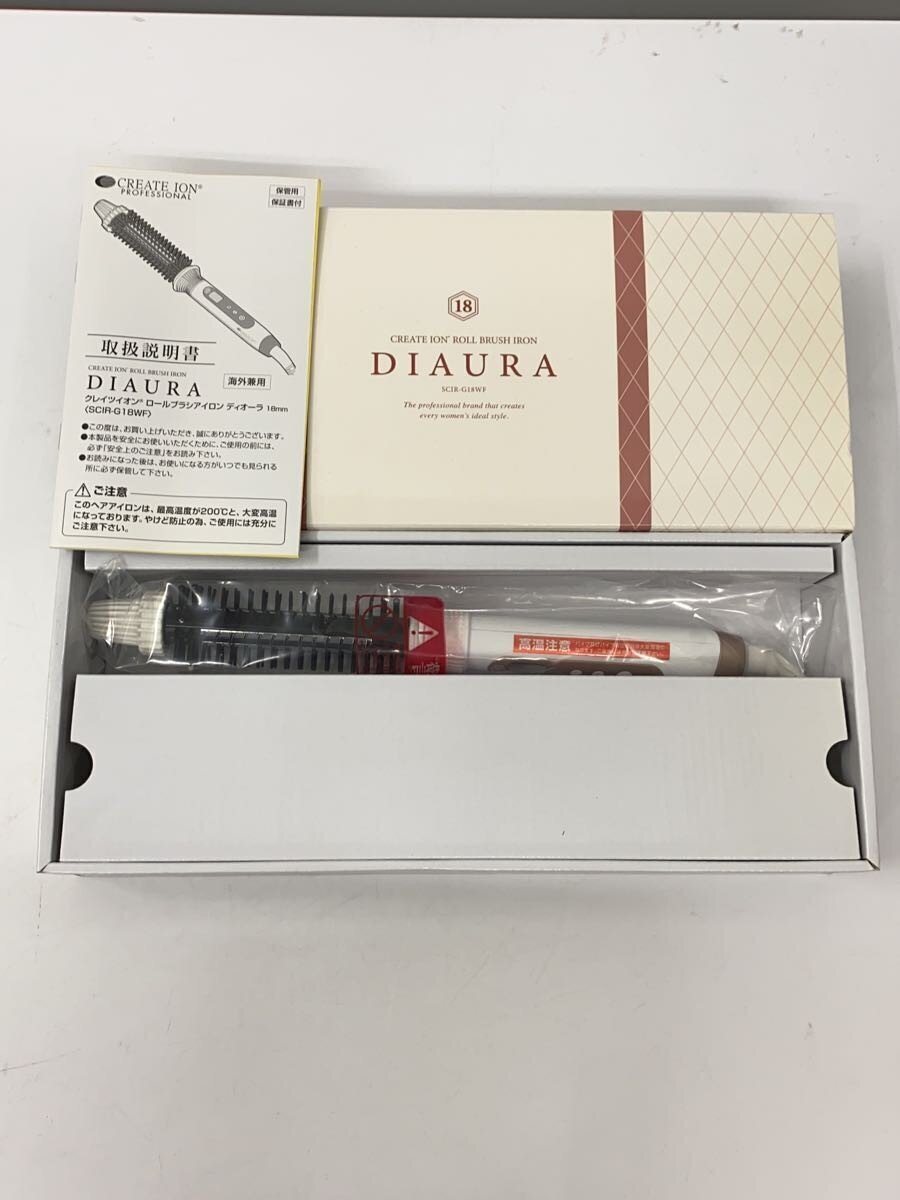 CREATE ION®
PROFESSIONAL
保管用
保証書付
取扱説明書
CREATE ION® ROLL BRUSH IRON
DIAURA
海外兼用
クレイツイオン® ロールブラシアイロン ディオーラ 18mm
〈SCIR-G18WF〉
●この度は、お買い上げいただき、誠にありがとうございます。
●本製品を安全にお使いいただくために、ご使用の前には、
必ず「安全上のご注意」をお読み下さい。
●お読みになった後は、お使いになる方がいつでも見られる
所に必ず保管して下さい。
ご注意
このヘアアイロンは、最高温度が200℃と、大変高温
になっております。やけど防止の為、ご使用には充分に
ご注意下さい。
18
CREATE ION® ROLL BRUSH IRON
DIAURA
SCIR-G18WF
The professional brand that creates
every women's ideal style.
高温注意